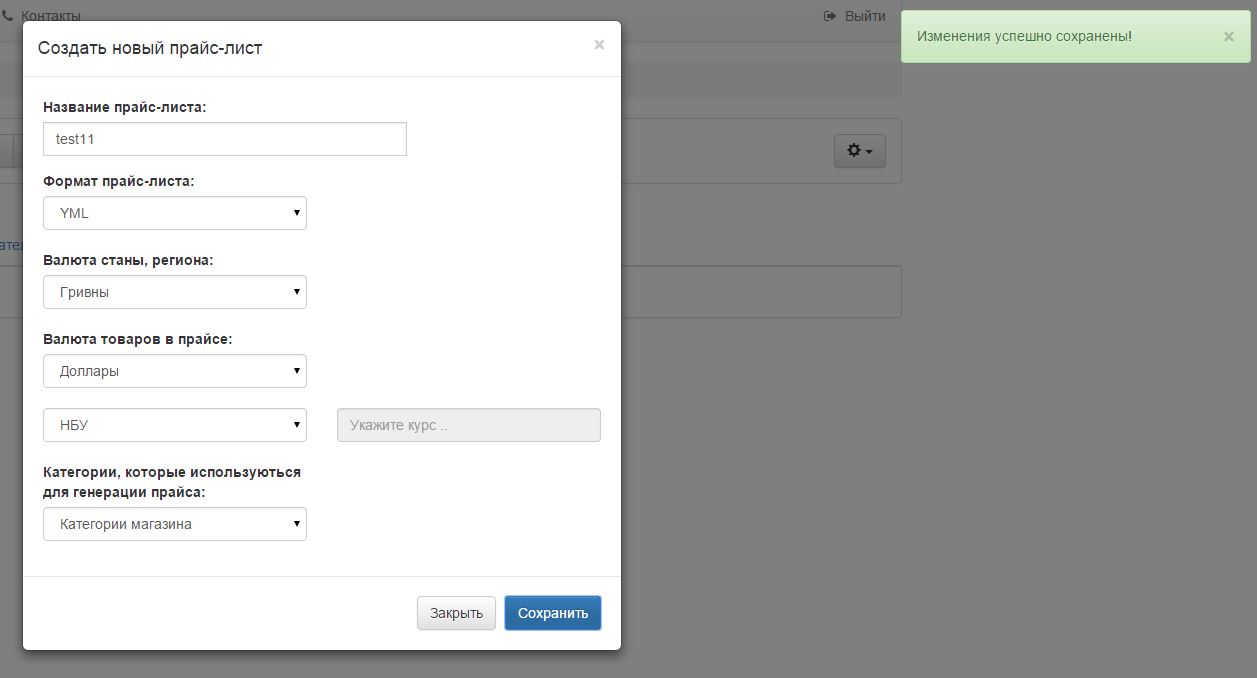 Контакты
Выйти
Изменения успешно сохранены!
×
Создать новый прайс-лист
×
Название прайс-листа:
test11
Формат прайс-листа:
YML
ател
Валюта станы, региона:
Гривны
Валюта товаров в прайсе:
Доллары
НБУ
Укажите курс ..
Категории, которые используються
для генерации прайса:
Категории магазина
Закрыть
Сохранить